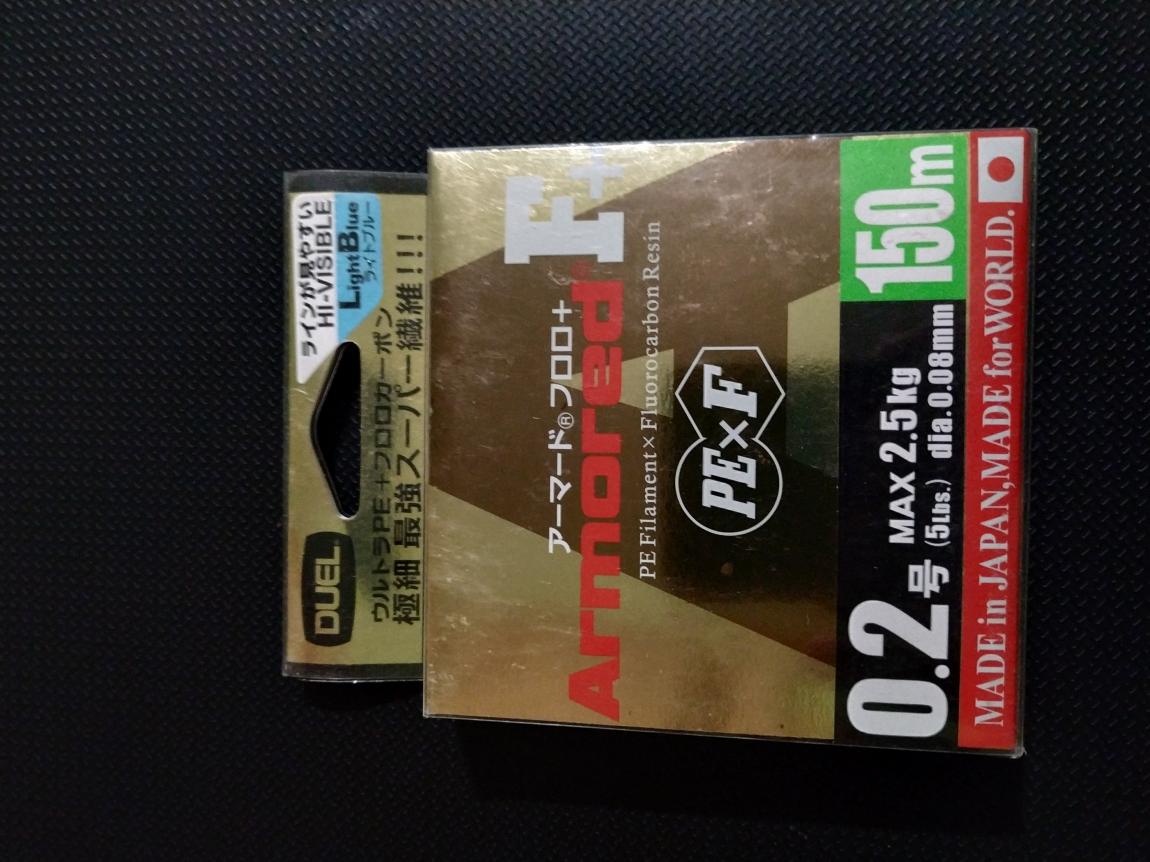 ラインが見やすい
HI-VISIBLE
LightBlue
ライトブルー
DUEL
ウルトラPE+フロロカーボン
極細 最強スーパー繊維!!!
アーマード®フロロ+
Armored® F+
PE Filament×Fluorocarbon Resin
PE×F
0.2号
MAX 2.5kg
(5Lbs.) dia.0.08mm
150m
MADE in JAPAN,MADE for WORLD.